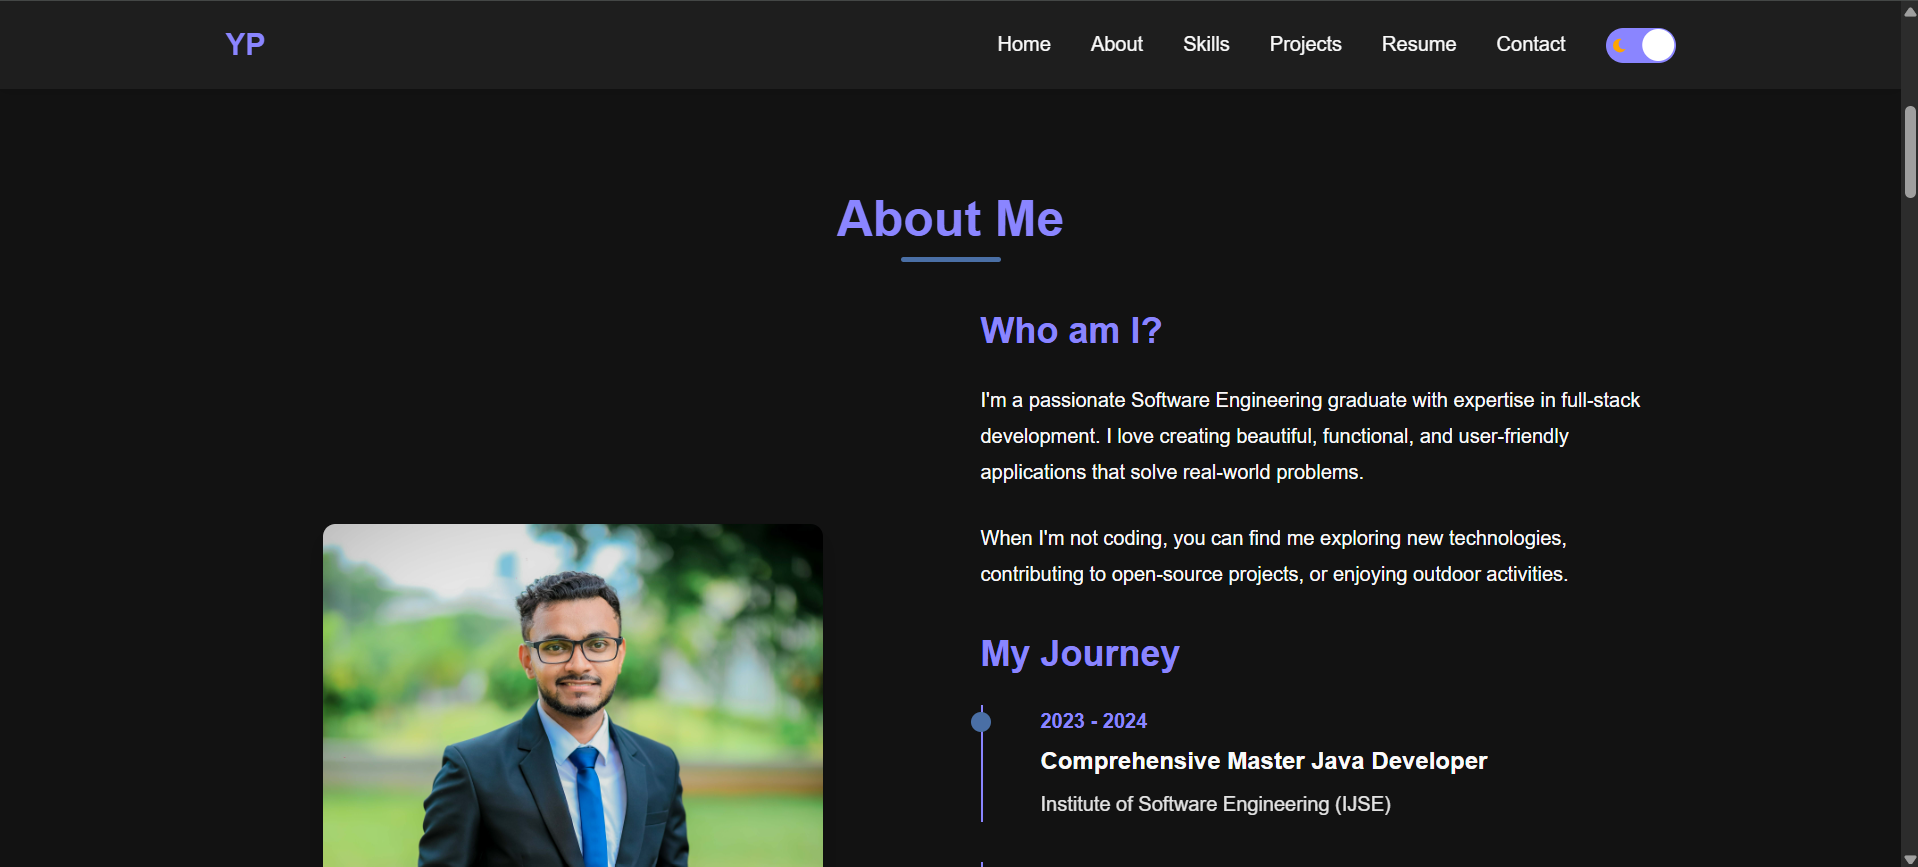 YP
Home About Skills Projects Resume Contact
About Me
Who am I?
I'm a passionate Software Engineering graduate with expertise in full-stack
development. I love creating beautiful, functional, and user-friendly
applications that solve real-world problems.
When I'm not coding, you can find me exploring new technologies,
contributing to open-source projects, or enjoying outdoor activities.
My Journey
2023 - 2024
Comprehensive Master Java Developer
Institute of Software Engineering (IJSE)